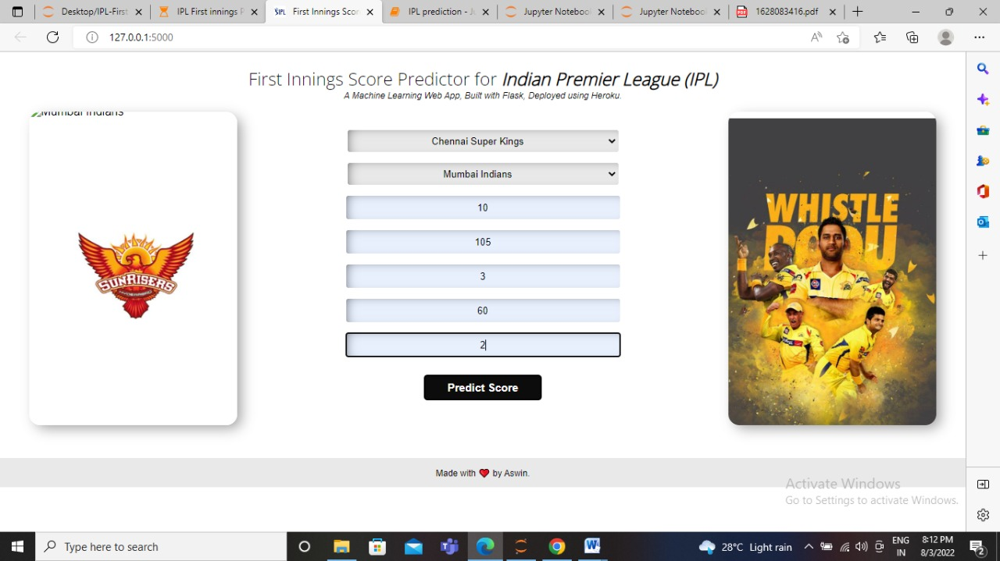 Desktop/IPL-First
IPL First innings P
First Innings Scor
IPL prediction - Ju
Jupyter Notebook
Jupyter Notebook
1628083416.pdf
127.0.0.1:5000
First Innings Score Predictor for Indian Premier League (IPL)
A Machine Learning Web App, Built with Flask, Deployed using Heroku.
Mumbai Indians
SUNRISERS
HYDERABAD
Chennai Super Kings
Mumbai Indians
10
105
3
60
2
Predict Score
WHISTLE
PODU
Made with ❤ by Aswin.
Activate Windows
Go to Settings to activate Windows.
Type here to search
28°C Light rain
ENG
IN
8:12 PM
8/3/2022
2